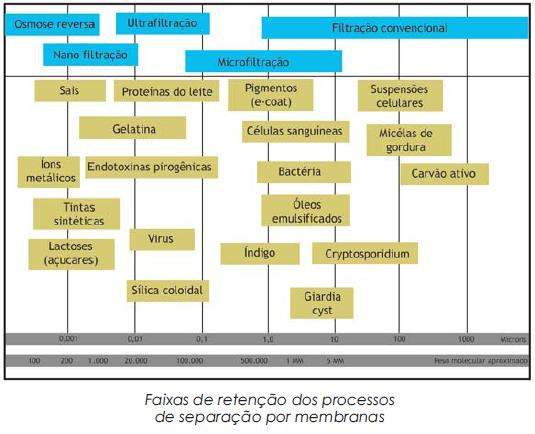 Osmose reversa
Ultrafiltração
Filtração convencional
Nano filtração
Microfiltração
Sais
Proteínas do leite
Pigmentos
(e-coat)
Suspensões
celulares
Gelatina
Células sanguíneas
Micélas de
gordura
Íons
metálicos
Endotoxinas pirogênicas
Bactéria
Carvão ativo
Tintas
sintéticas
Óleos
emulsificados
Lactoses
(açucares)
Virus
Índigo
Cryptosporidium
Sílica coloidal
Giardia
cyst
0,001 0,01 0,1 1,0 10 100 1000 Microns
100 200 1.000 20.000 100.000 500.000 1 MM 5 MM Peso molecular aproximado
Faixas de retenção dos processos
de separação por membranas